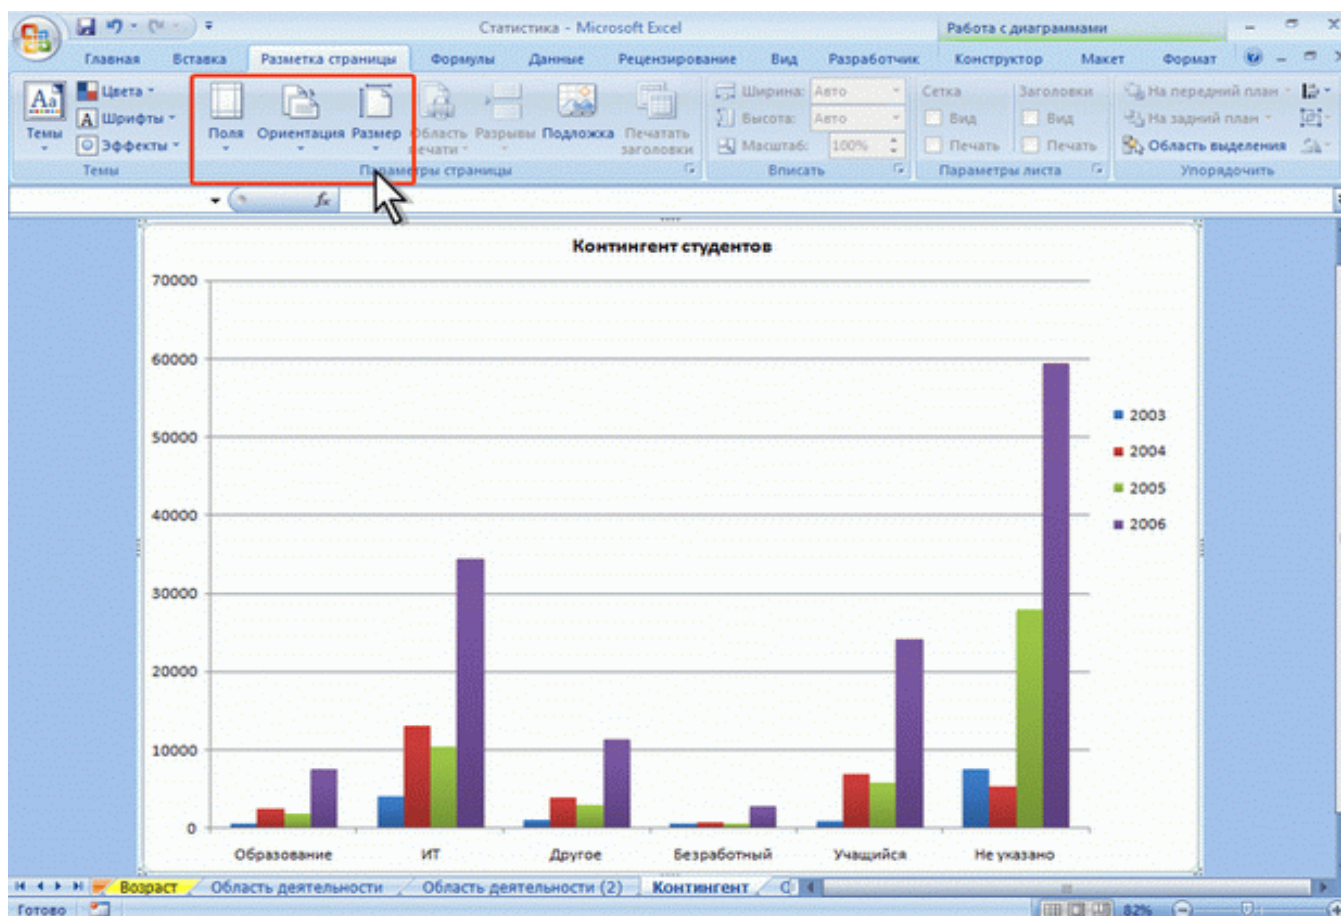 Статистика - Microsoft Excel
Работа с диаграммами
Главная Вставка Разметка страницы Формулы Данные Рецензирование Вид Разработчик Конструктор Макет Формат
Цвета Ширина: Авто Сетка Заголовки На передний план
Шрифты Высота: Авто Вид Вид На задний план
Темы Поля Ориентация Размер Область печати Разрывы Подложка Печатать заголовки
Эффекты Масштаб: 100% Печать Печать Область выделения
Темы Параметры страницы Вписать Параметры листа Упорядочить
fx
Контингент студентов
70000
60000
50000
40000
30000
20000
10000
0
2003
2004
2005
2006
Образование ИТ Другое Безработный Учащийся Не указано
Возраст Область деятельности Область деятельности (2) Контингент
Готово 82%